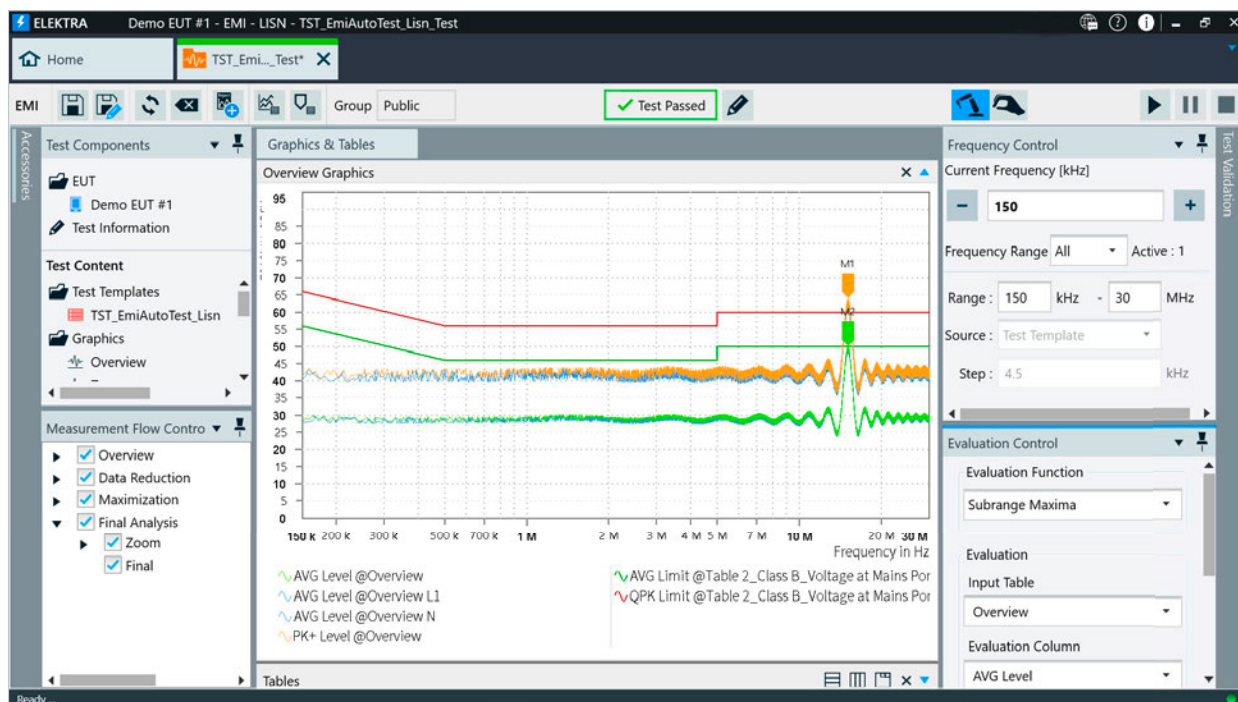 ELEKTRA Demo EUT #1 - EMI - LISN - TST_EmiAutoTest_Lisn_Test
Home
TST_Emi..._Test*
EMI
Group Public
Test Passed
Accessories
Test Components
EUT
Demo EUT #1
Test Information
Test Content
Test Templates
TST_EmiAutoTest_Lisn
Graphics
Overview
Measurement Flow Contro
Overview
Data Reduction
Maximization
Final Analysis
Zoom
Final
Graphics & Tables
Overview Graphics
95
85
80
75
70
65
60
55
50
45
40
35
30
25
20
15
10
5
0
M1
M2
150 k 200 k 300 k 500 k 700 k 1 M 2 M 3 M 4 M 5 M 7 M 10 M 20 M 30 M
Frequency in Hz
AVG Level @Overview
AVG Level @Overview L1
AVG Level @Overview N
PK+ Level @Overview
AVG Limit @Table 2_Class B_Voltage at Mains Por
QPK Limit @Table 2_Class B_Voltage at Mains Por
Tables
Frequency Control
Current Frequency [kHz]
150
Frequency Range All Active : 1
Range : 150 kHz - 30 MHz
Source : Test Template
Step : 4.5 kHz
Evaluation Control
Evaluation Function
Subrange Maxima
Evaluation
Input Table
Overview
Evaluation Column
AVG Level
Test Validation
Ready